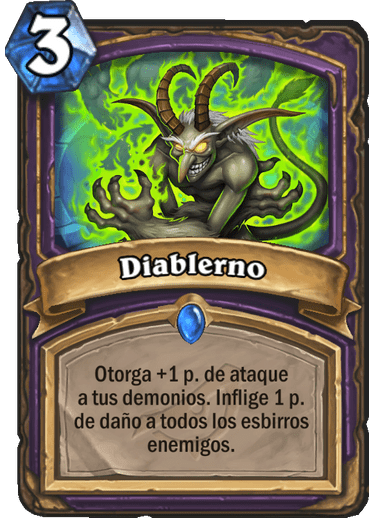 3
Diablerno
Otorga +1 p. de ataque
a tus demonios. Inflige 1 p.
de daño a todos los esbirros
enemigos.